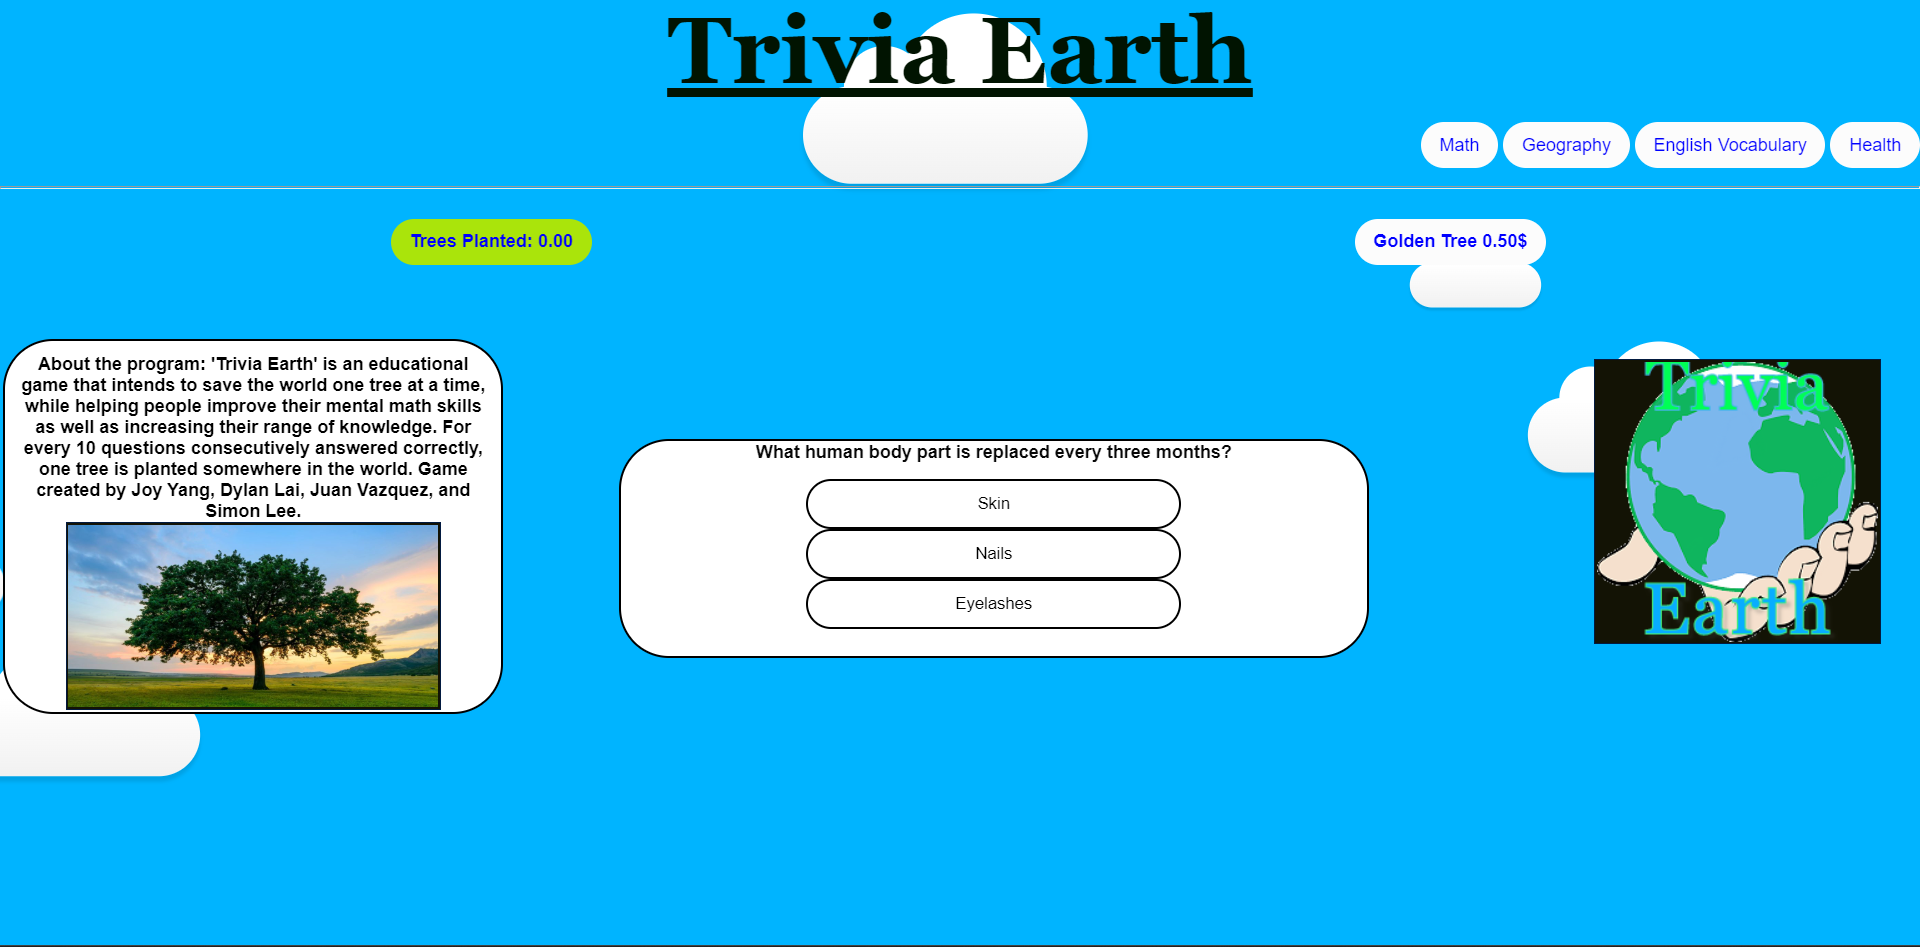 Trivia Earth
Math
Geography
English Vocabulary
Health
Trees Planted: 0.00
Golden Tree 0.50$
About the program: 'Trivia Earth' is an educational
game that intends to save the world one tree at a time,
while helping people improve their mental math skills
as well as increasing their range of knowledge. For
every 10 questions consecutively answered correctly,
one tree is planted somewhere in the world. Game
created by Joy Yang, Dylan Lai, Juan Vazquez, and
Simon Lee.
What human body part is replaced every three months?
Skin
Nails
Eyelashes
Trivia
Earth